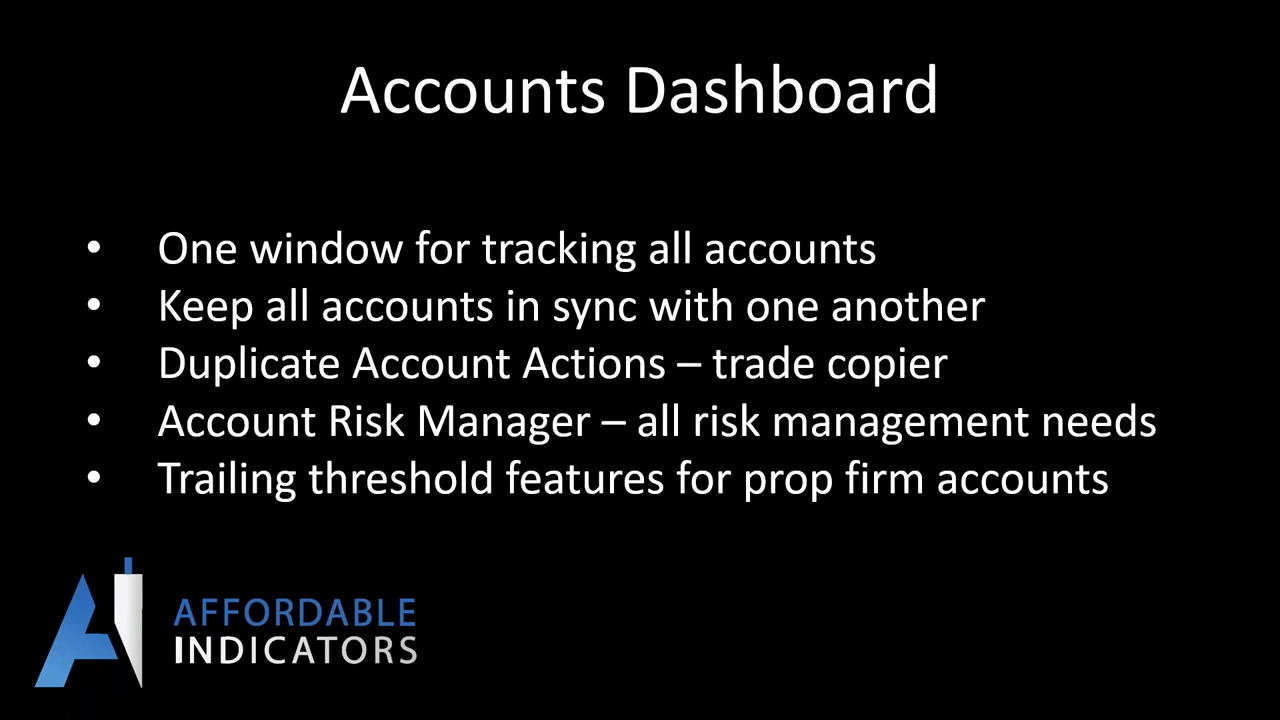 Accounts Dashboard
• One window for tracking all accounts
• Keep all accounts in sync with one another
• Duplicate Account Actions – trade copier
• Account Risk Manager – all risk management needs
• Trailing threshold features for prop firm accounts
AI
AFFORDABLE
INDICATORS